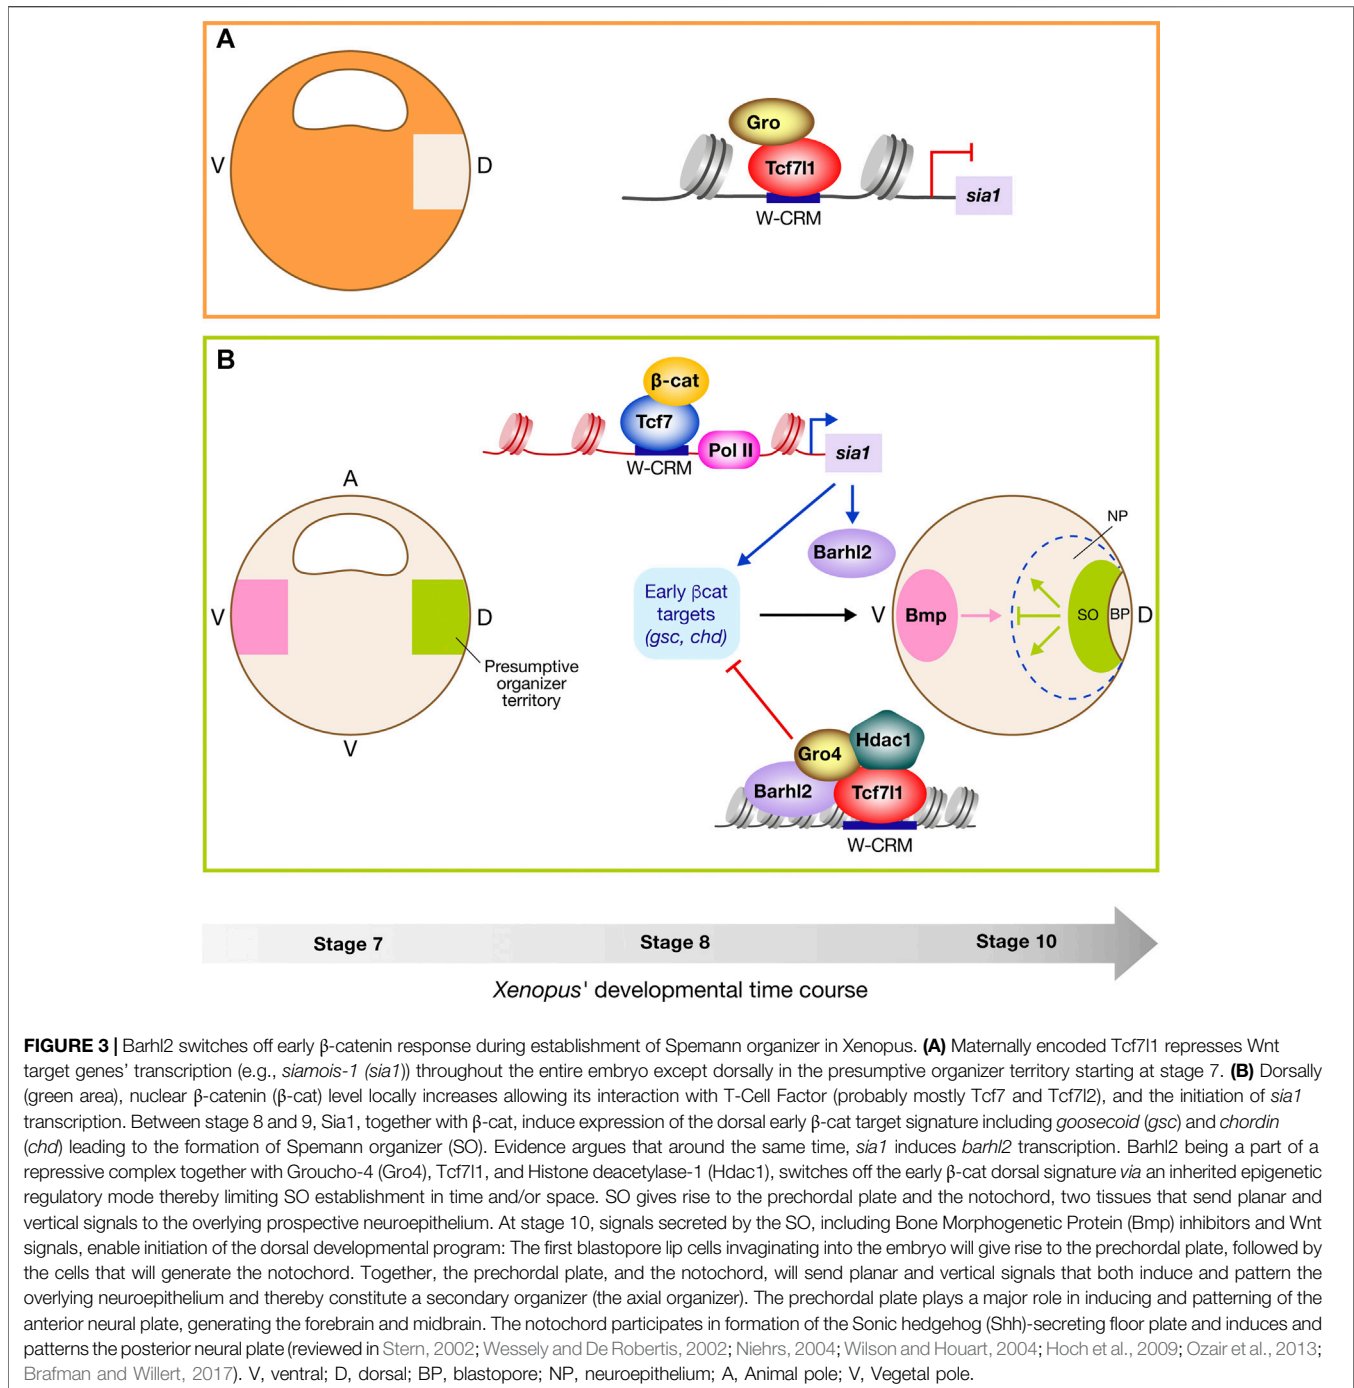 A
V
D
Gro
Tcf7l1
W-CRM
sia1
B
β-cat
Tcf7
Pol II
W-CRM
sia1
A
NP
Barhl2
Early βcat
targets
(gsc, chd)
V
D
V
Bmp
SO
BP
D
Presumptive
organizer
territory
V
Hdac1
Gro4
Barhl2
Tcf7l1
W-CRM
Stage 7
Stage 8
Stage 10
Xenopus' developmental time course
FIGURE 3 | Barhl2 switches off early β-catenin response during establishment of Spemann organizer in Xenopus. (A) Maternally encoded Tcf7l1 represses Wnt
target genes' transcription (e.g., siamois-1 (sia1)) throughout the entire embryo except dorsally in the presumptive organizer territory starting at stage 7. (B) Dorsally
(green area), nuclear β-catenin (β-cat) level locally increases allowing its interaction with T-Cell Factor (probably mostly Tcf7 and Tcf7l2), and the initiation of sia1
transcription. Between stage 8 and 9, Sia1, together with β-cat, induce expression of the dorsal early β-cat target signature including goosecoid (gsc) and chordin
(chd) leading to the formation of Spemann organizer (SO). Evidence argues that around the same time, sia1 induces barhl2 transcription. Barhl2 being a part of a
repressive complex together with Groucho-4 (Gro4), Tcf7l1, and Histone deacetylase-1 (Hdac1), switches off the early β-cat dorsal signature via an inherited epigenetic
regulatory mode thereby limiting SO establishment in time and/or space. SO gives rise to the prechordal plate and the notochord, two tissues that send planar and
vertical signals to the overlying prospective neuroepithelium. At stage 10, signals secreted by the SO, including Bone Morphogenetic Protein (Bmp) inhibitors and Wnt
signals, enable initiation of the dorsal developmental program: The first blastopore lip cells invaginating into the embryo will give rise to the prechordal plate, followed by
the cells that will generate the notochord. Together, the prechordal plate, and the notochord, will send planar and vertical signals that both induce and pattern the
overlying neuroepithelium and thereby constitute a secondary organizer (the axial organizer). The prechordal plate plays a major role in inducing and patterning of the
anterior neural plate, generating the forebrain and midbrain. The notochord participates in formation of the Sonic hedgehog (Shh)-secreting floor plate and induces and
patterns the posterior neural plate (reviewed in Stern, 2002; Wessely and De Robertis, 2002; Niehrs, 2004; Wilson and Houart, 2004; Hoch et al., 2009; Ozair et al., 2013;
Brafman and Willert, 2017). V, ventral; D, dorsal; BP, blastopore; NP, neuroepithelium; A, Animal pole; V, Vegetal pole.